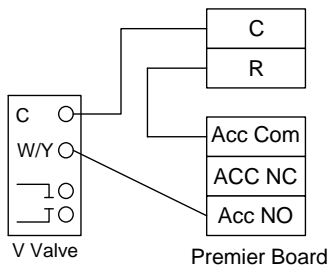 C
R
C
W/Y
Acc Com
ACC NC
Acc NO
V Valve
Premier Board